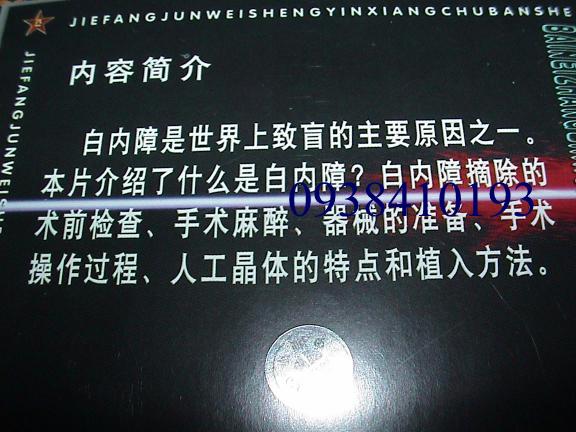 JIEFANGJUNWEISHENGYINXIANGCHUBANSHE
JIEFANGJUNWEISH
内容简介
白内障是世界上致盲的主要原因之一。
本片介绍了什么是白内障？白内障摘除的
术前检查、手术麻醉、器械的准备、手术
操作过程、人工晶体的特点和植入方法。
0938410193